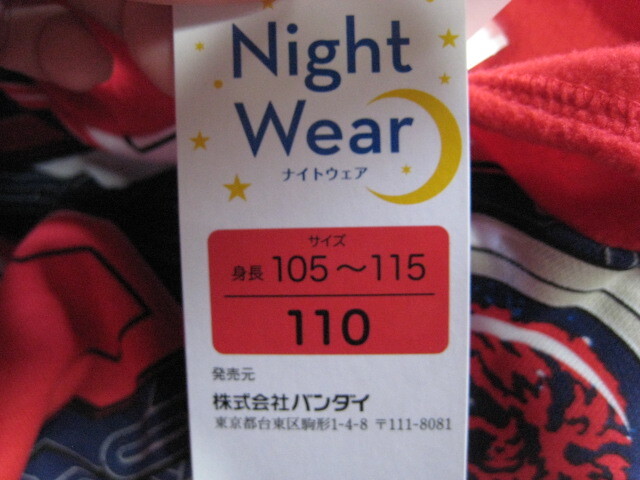 Night
Wear
ナイトウェア
サイズ
身長 105〜115
110
発売元
株式会社バンダイ
東京都台東区駒形1-4-8 〒111-8081